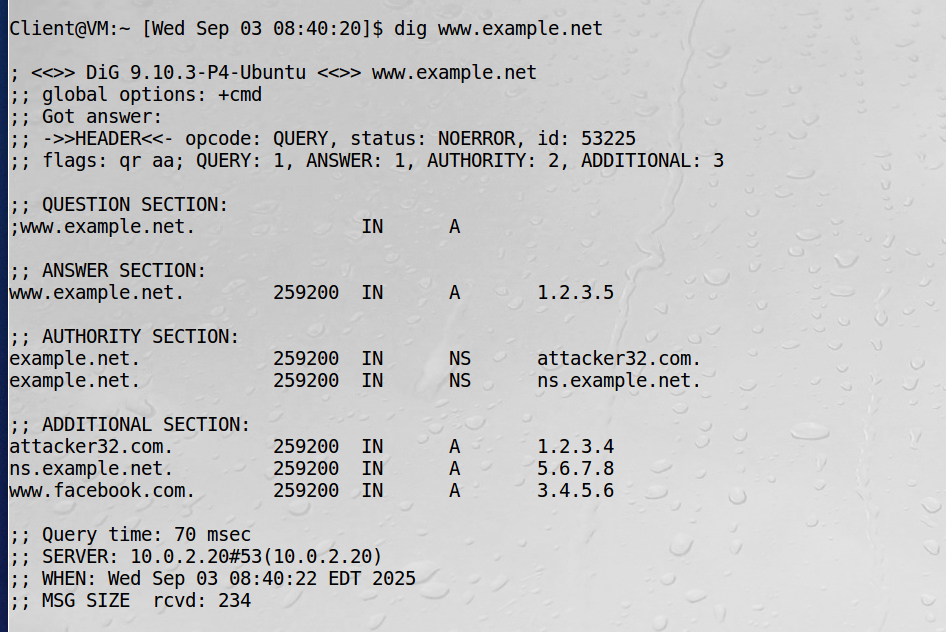 Client@VM:~ [Wed Sep 03 08:40:20]$ dig www.example.net
; <<>> DiG 9.10.3-P4-Ubuntu <<>> www.example.net
;; global options: +cmd
;; Got answer:
;; ->>HEADER<<- opcode: QUERY, status: NOERROR, id: 53225
;; flags: qr aa; QUERY: 1, ANSWER: 1, AUTHORITY: 2, ADDITIONAL: 3
;; QUESTION SECTION:
;www.example.net.               IN      A
;; ANSWER SECTION:
www.example.net.        259200  IN      A       1.2.3.5
;; AUTHORITY SECTION:
example.net.            259200  IN      NS      attacker32.com.
example.net.            259200  IN      NS      ns.example.net.
;; ADDITIONAL SECTION:
attacker32.com.         259200  IN      A       1.2.3.4
ns.example.net.         259200  IN      A       5.6.7.8
www.facebook.com.       259200  IN      A       3.4.5.6
;; Query time: 70 msec
;; SERVER: 10.0.2.20#53(10.0.2.20)
;; WHEN: Wed Sep 03 08:40:22 EDT 2025
;; MSG SIZE  rcvd: 234